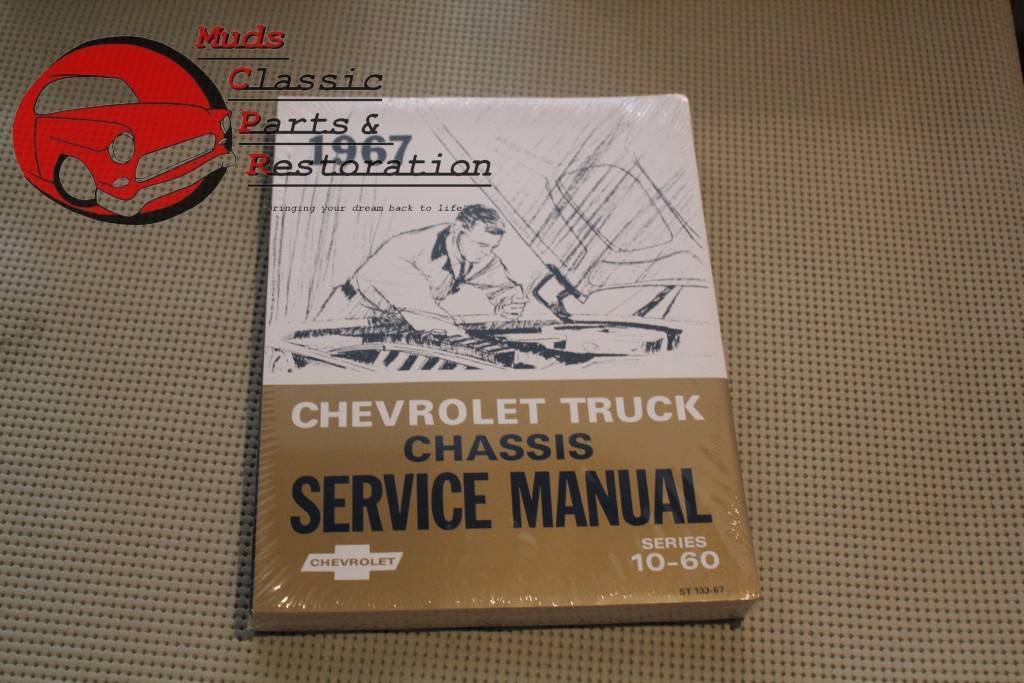 Muds
Classic
Parts &
Restoration
bringing your dream back to life
1967
CHEVROLET TRUCK
CHASSIS
SERVICE MANUAL
CHEVROLET
SERIES
10-60
ST 133-67